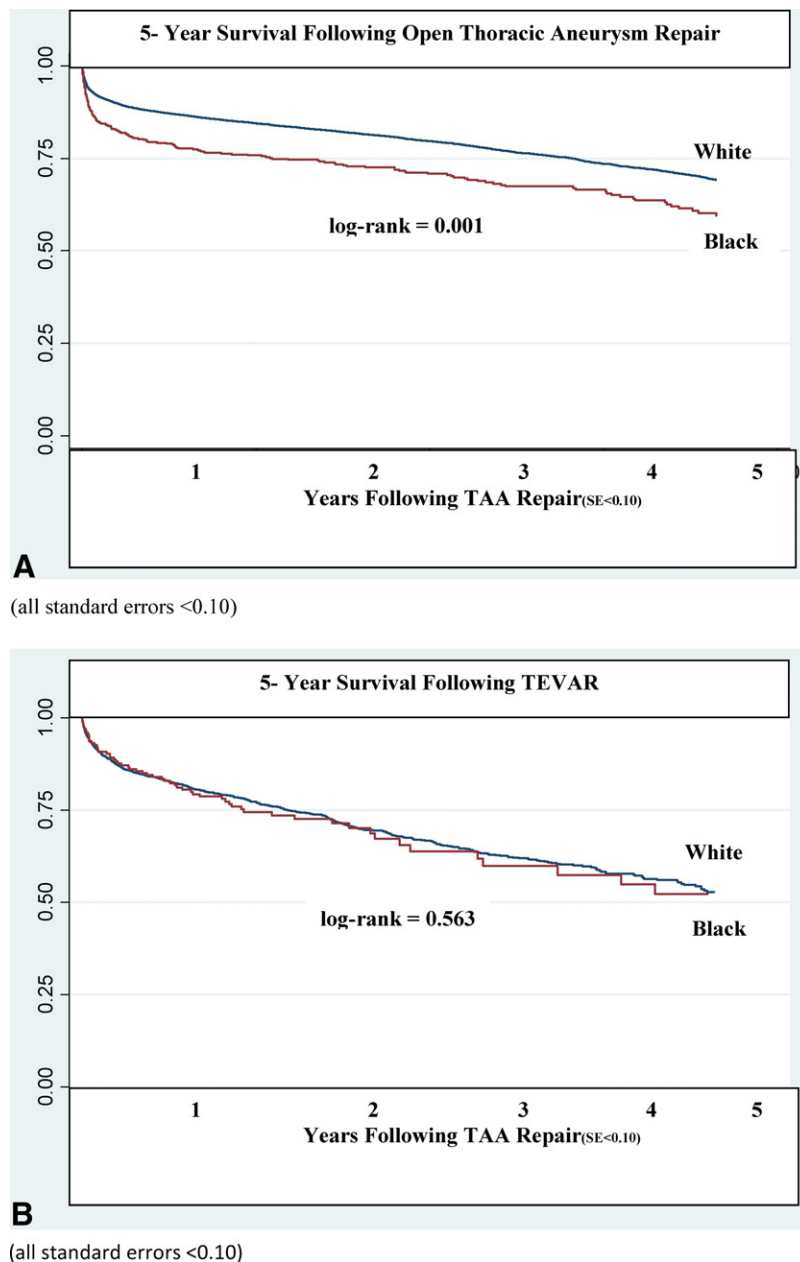 5- Year Survival Following Open Thoracic Aneurysm Repair
1.00
White
0.75
log-rank = 0.001
Black
0.50
0.25
0.00
1 2 3 4 5
Years Following TAA Repair(SE<0.10)
A
(all standard errors <0.10)
5- Year Survival Following TEVAR
1.00
0.75
White
log-rank = 0.563
Black
0.50
0.25
0.00
1 2 3 4 5
Years Following TAA Repair(SE<0.10)
B
(all standard errors <0.10)